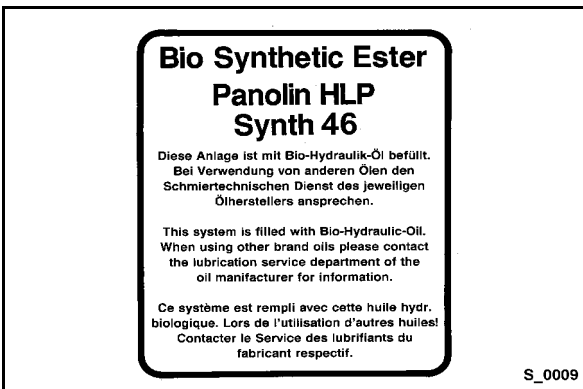 Bio Synthetic Ester
Panolin HLP
Synth 46
Diese Anlage ist mit Bio-Hydraulik-Öl befüllt.
Bei Verwendung von anderen Ölen den
Schmiertechnischen Dienst des jeweiligen
Ölherstellers ansprechen.
This system is filled with Bio-Hydraulic-Oil.
When using other brand oils please contact
the lubrication service department of the
oil manifacturer for information.
Ce système est rempli avec cette huile hydr.
biologique. Lors de l'utilisation d'autres huiles!
Contacter le Service des lubrifiants du
fabricant respectif.
S_0009